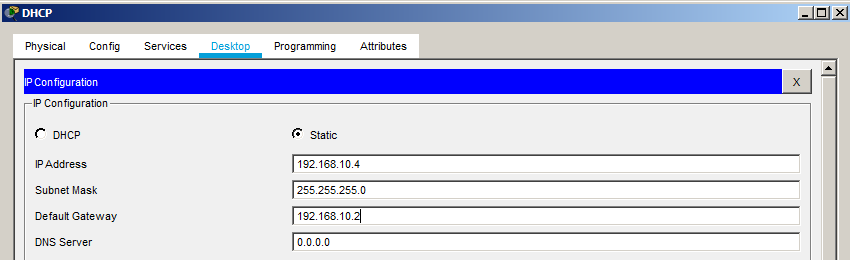 DHCP
Physical Config Services Desktop Programming Attributes
IP Configuration X
IP Configuration
DHCP Static
IP Address 192.168.10.4
Subnet Mask 255.255.255.0
Default Gateway 192.168.10.2
DNS Server 0.0.0.0